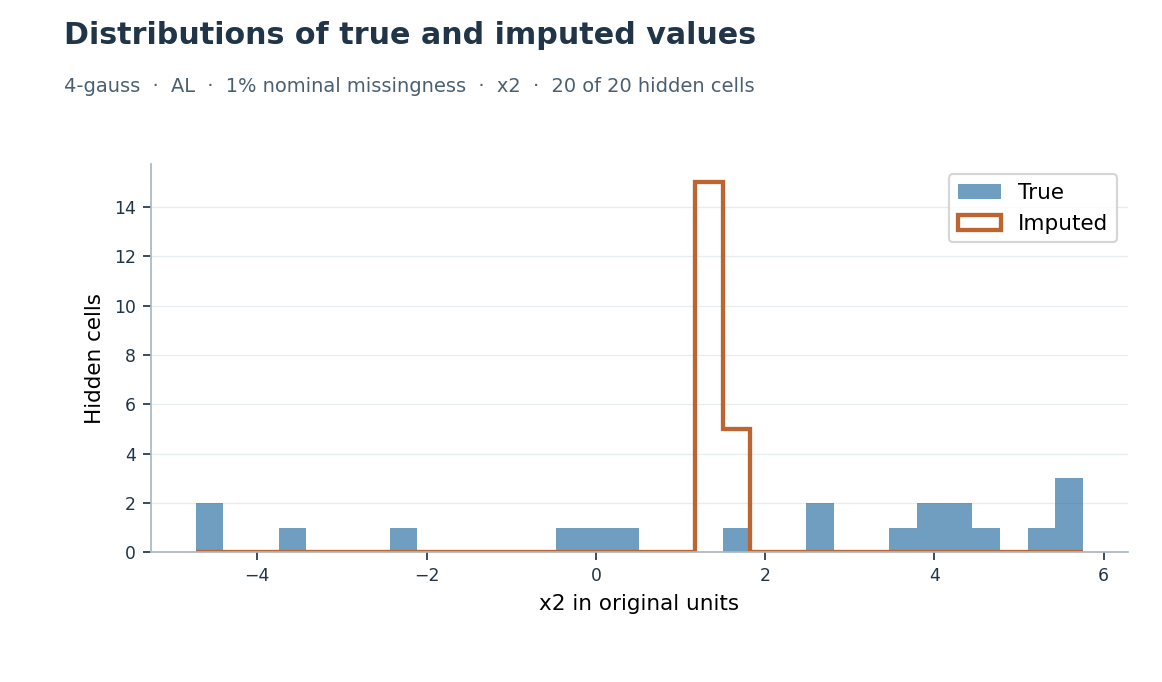 Distributions of true and imputed values
4-gauss · AL · 1% nominal missingness · x2 · 20 of 20 hidden cells
True
Imputed
Hidden cells
14
12
10
8
6
4
2
0
−4 −2 0 2 4 6
x2 in original units